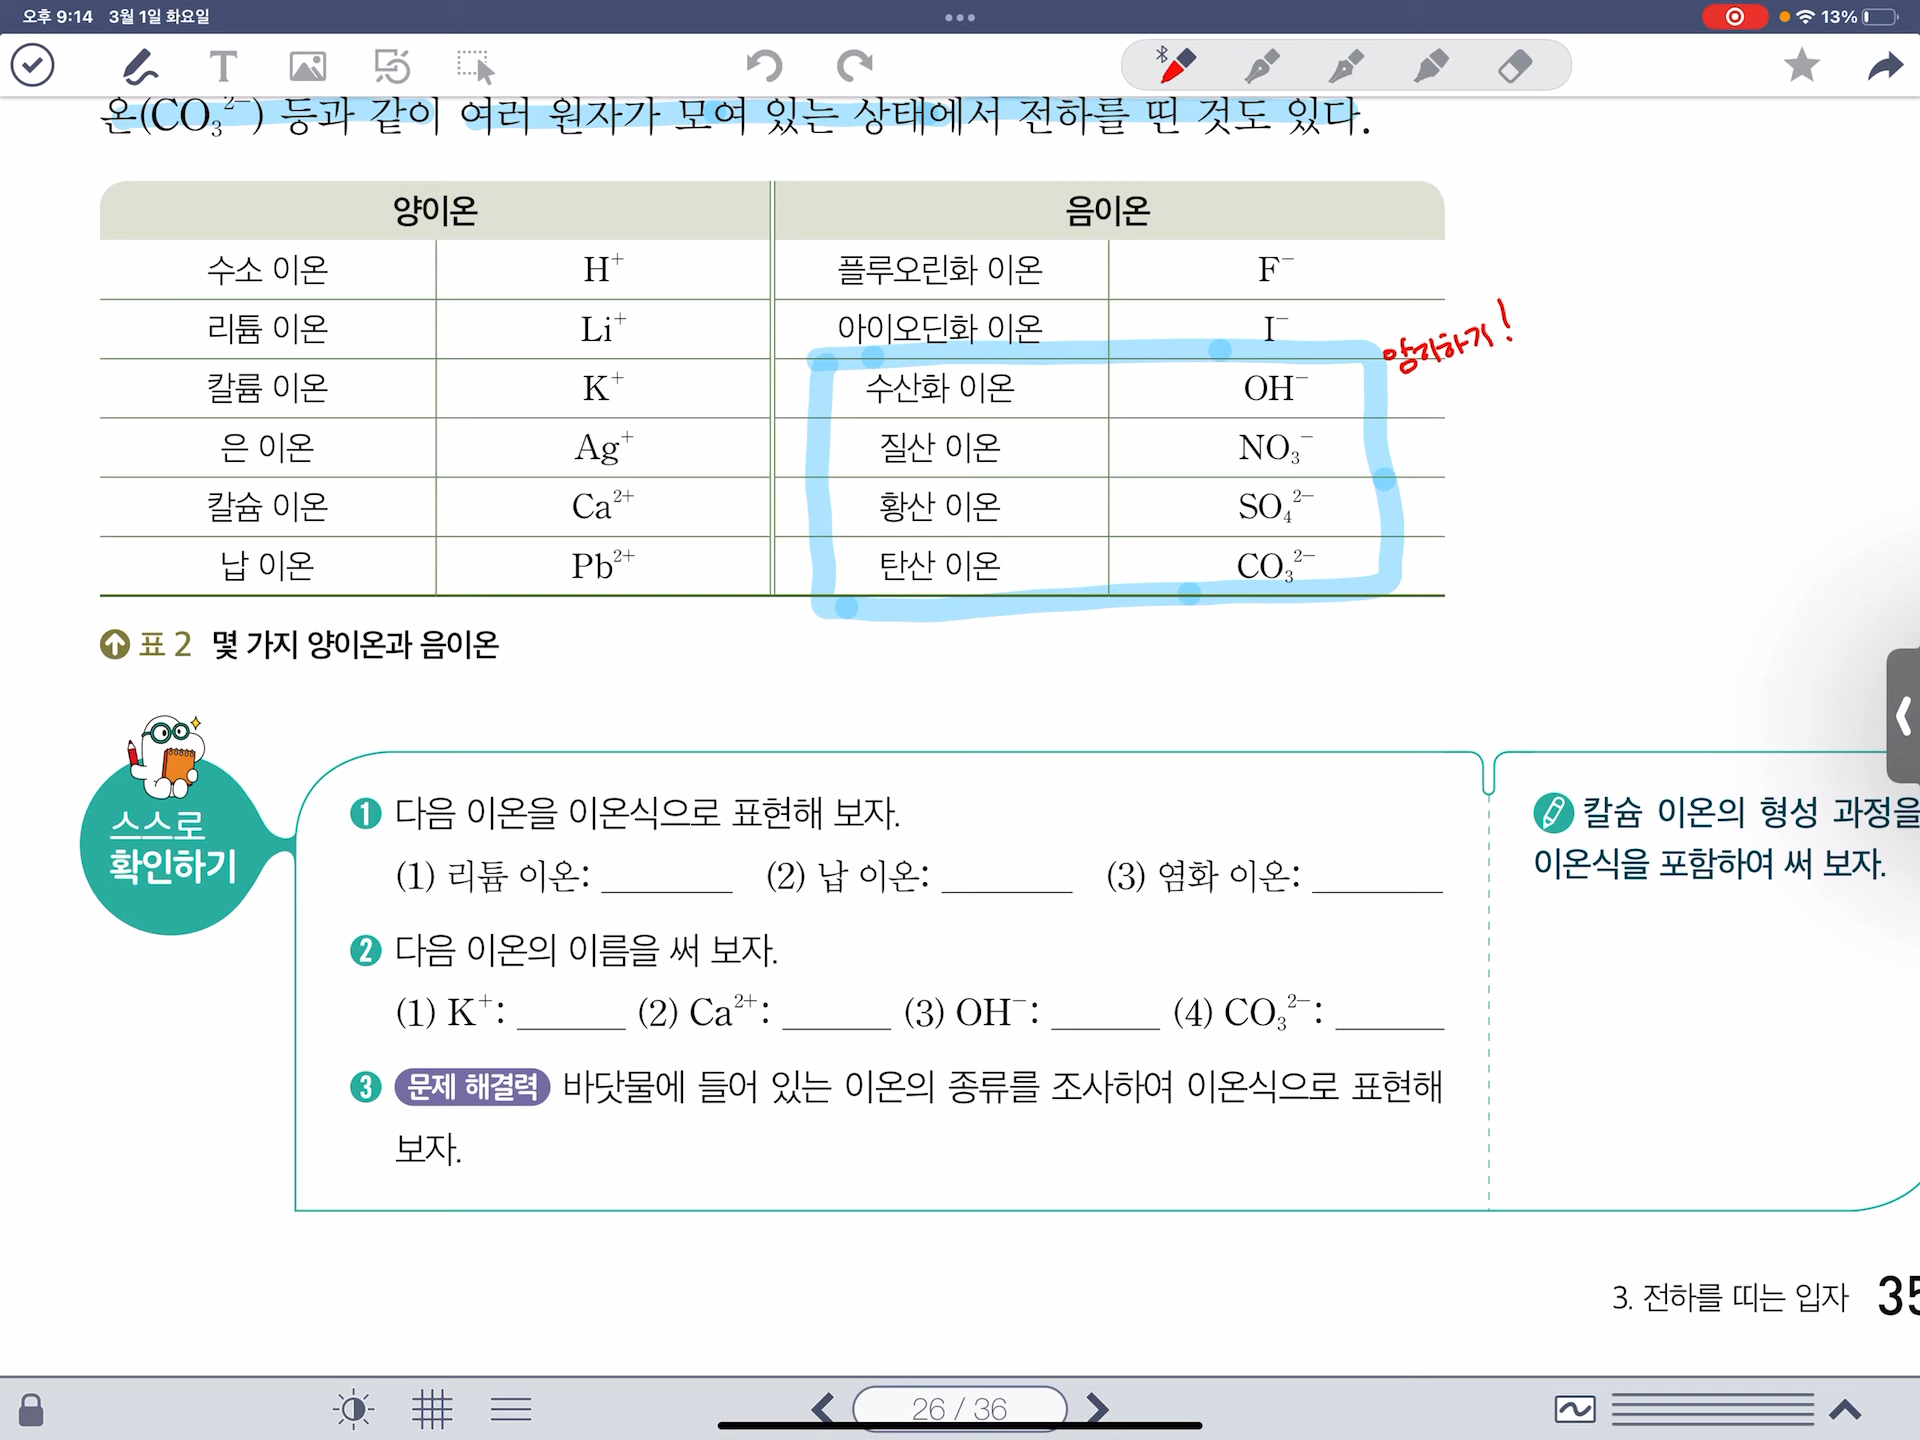 오후 9:14 3월 1일 화요일
13%
온(CO₃²⁻) 등과 같이 여러 원자가 모여 있는 상태에서 전하를 띤 것도 있다.
양이온 음이온
수소 이온 H⁺ 플루오린화 이온 F⁻
리튬 이온 Li⁺ 아이오딘화 이온 I⁻
암기하기!
칼륨 이온 K⁺ 수산화 이온 OH⁻
은 이온 Ag⁺ 질산 이온 NO₃⁻
칼슘 이온 Ca²⁺ 황산 이온 SO₄²⁻
납 이온 Pb²⁺ 탄산 이온 CO₃²⁻
표 2 몇 가지 양이온과 음이온
스스로
확인하기
1 다음 이온을 이온식으로 표현해 보자.
(1) 리튬 이온: ______ (2) 납 이온: ______ (3) 염화 이온: ______
2 다음 이온의 이름을 써 보자.
(1) K⁺: ______ (2) Ca²⁺: ______ (3) OH⁻: ______ (4) CO₃²⁻: ______
3 문제 해결력 바닷물에 들어 있는 이온의 종류를 조사하여 이온식으로 표현해
보자.
칼슘 이온의 형성 과정을
이온식을 포함하여 써 보자.
3. 전하를 띠는 입자 35
26 / 36